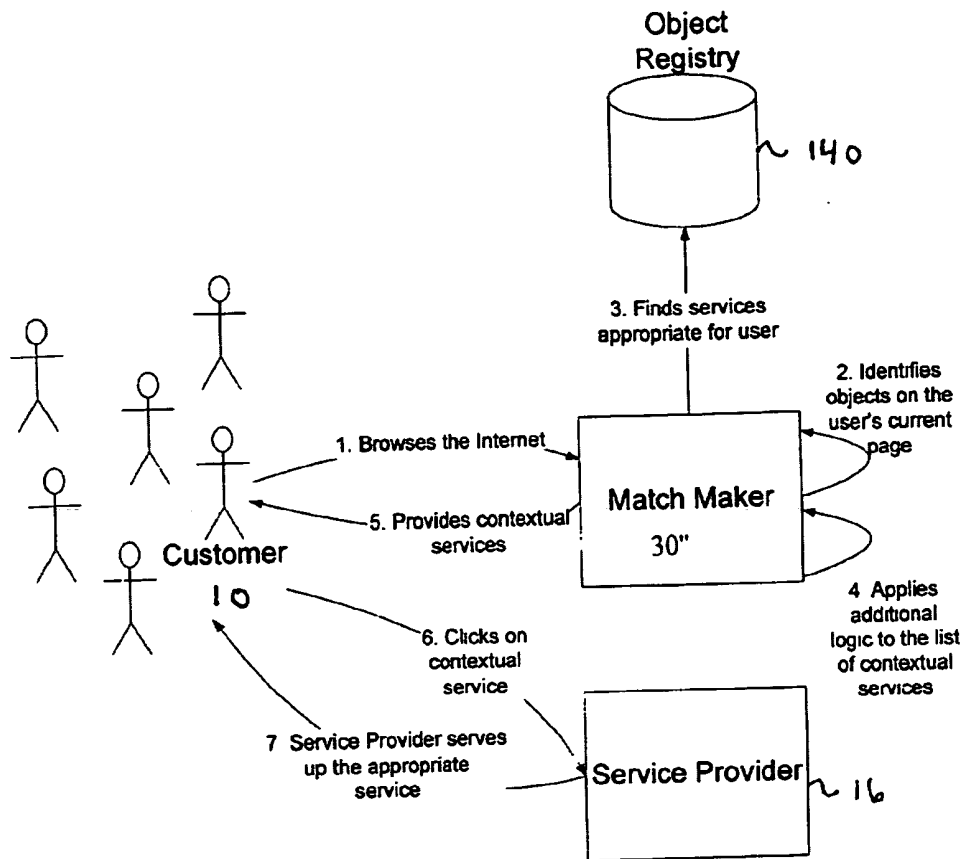 Object
Registry
140
3. Finds services
appropriate for user
2. Identifies
objects on the
user's current
page
1. Browses the Internet
Match Maker
30"
5. Provides contextual
services
Customer
10
4 Applies
additional
logic to the list
of contextual
services
6. Clicks on
contextual
service
7 Service Provider serves
up the appropriate
service
Service Provider
16